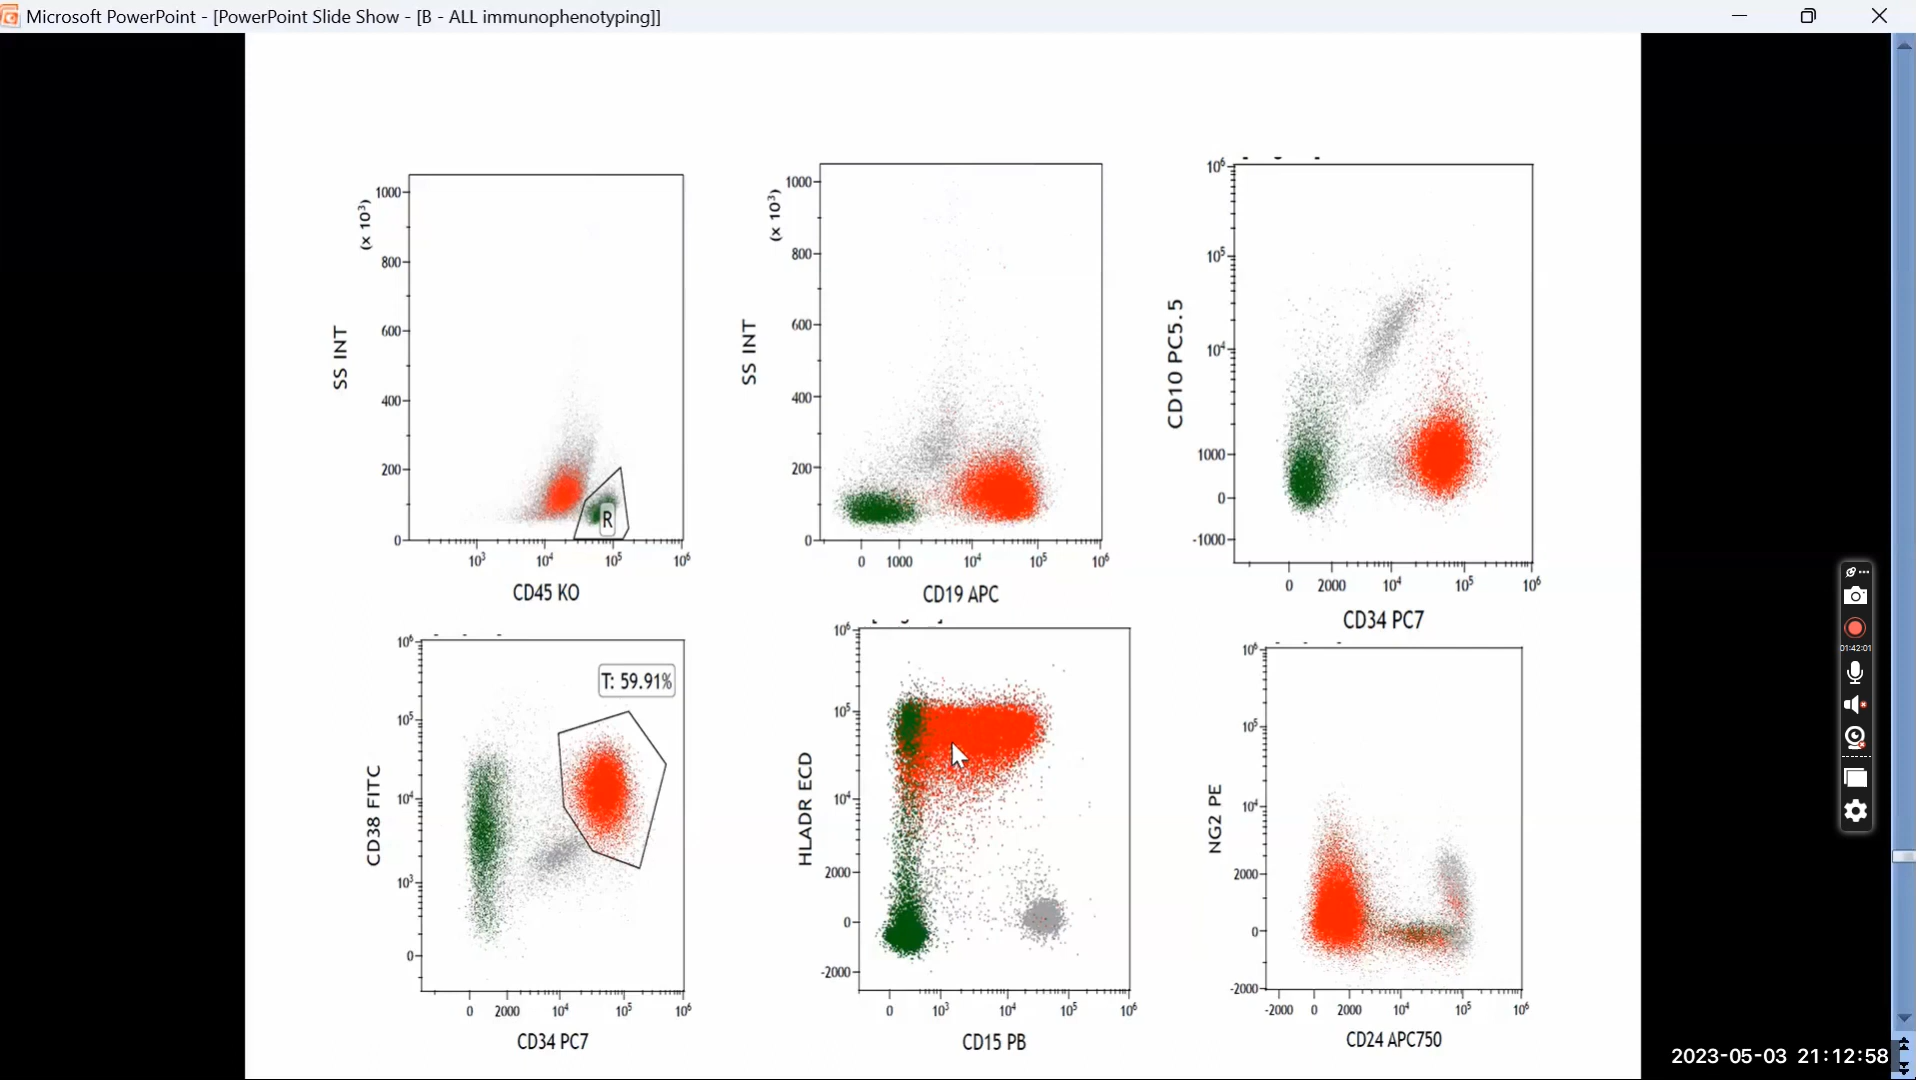 Microsoft PowerPoint - [PowerPoint Slide Show - [B - ALL immunophenotyping]]
(x 10³)
SS INT
1000
800
600
400
200
0
R
10³ 10⁴ 10⁵ 10⁶
CD45 KO
(x 10³)
SS INT
1000
800
600
400
200
0
0 1000 10⁴ 10⁵ 10⁶
CD19 APC
CD10 PC5.5
10⁶
10⁵
10⁴
1000
0
-1000
0 2000 10⁴ 10⁵ 10⁶
CD34 PC7
CD38 FITC
10⁶
10⁵
10⁴
10³
0
T: 59.91%
0 2000 10⁴ 10⁵ 10⁶
CD34 PC7
HLADR ECD
10⁶
10⁵
10⁴
2000
0
-2000
0 10³ 10⁴ 10⁵ 10⁶
CD15 PB
NG2 PE
10⁶
10⁵
10⁴
2000
0
-2000
-2000 0 2000 10⁴ 10⁵ 10⁶
CD24 APC750
01:42:01
2023-05-03 21:12:58